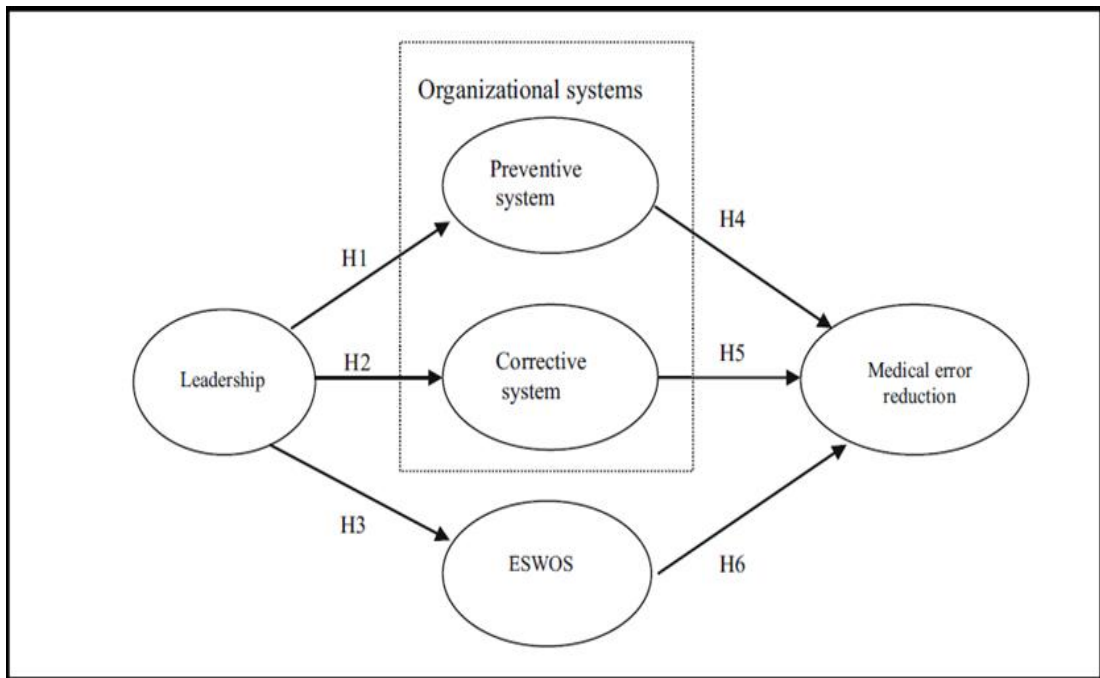 Organizational systems
Preventive
system
H4
H1
Leadership
H2
Corrective
system
H5
Medical error
reduction
H3
ESWOS
H6